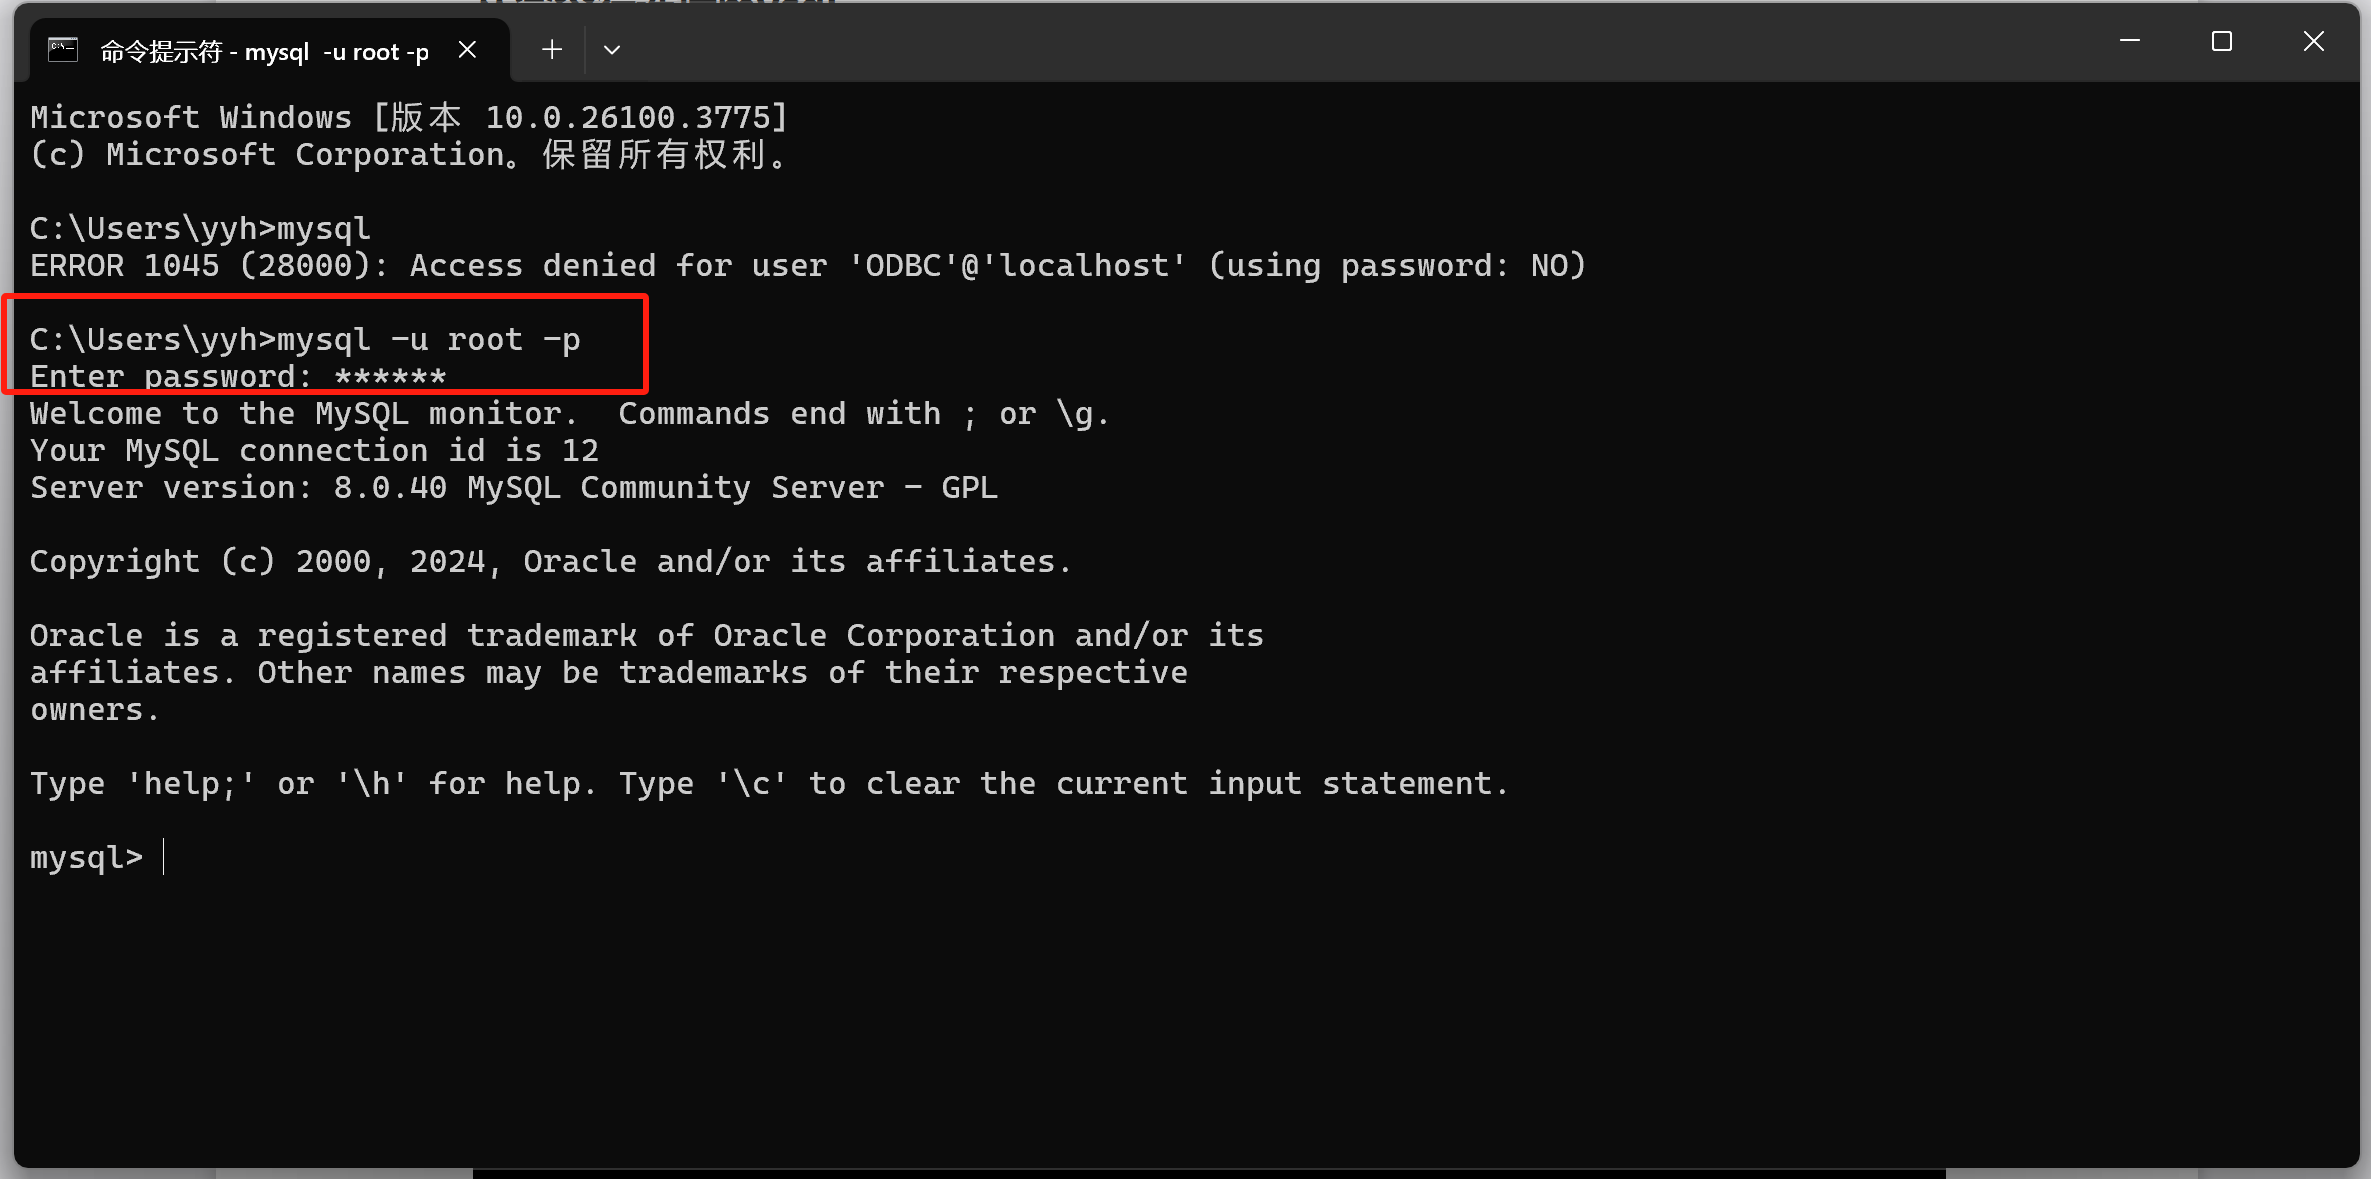 命令提示符 - mysql  -u root -p
Microsoft Windows [版本 10.0.26100.3775]
(c) Microsoft Corporation。保留所有权利。
C:\Users\yyh>mysql
ERROR 1045 (28000): Access denied for user 'ODBC'@'localhost' (using password: NO)
C:\Users\yyh>mysql -u root -p
Enter password: ******
Welcome to the MySQL monitor.  Commands end with ; or \g.
Your MySQL connection id is 12
Server version: 8.0.40 MySQL Community Server - GPL
Copyright (c) 2000, 2024, Oracle and/or its affiliates.
Oracle is a registered trademark of Oracle Corporation and/or its
affiliates. Other names may be trademarks of their respective
owners.
Type 'help;' or '\h' for help. Type '\c' to clear the current input statement.
mysql>